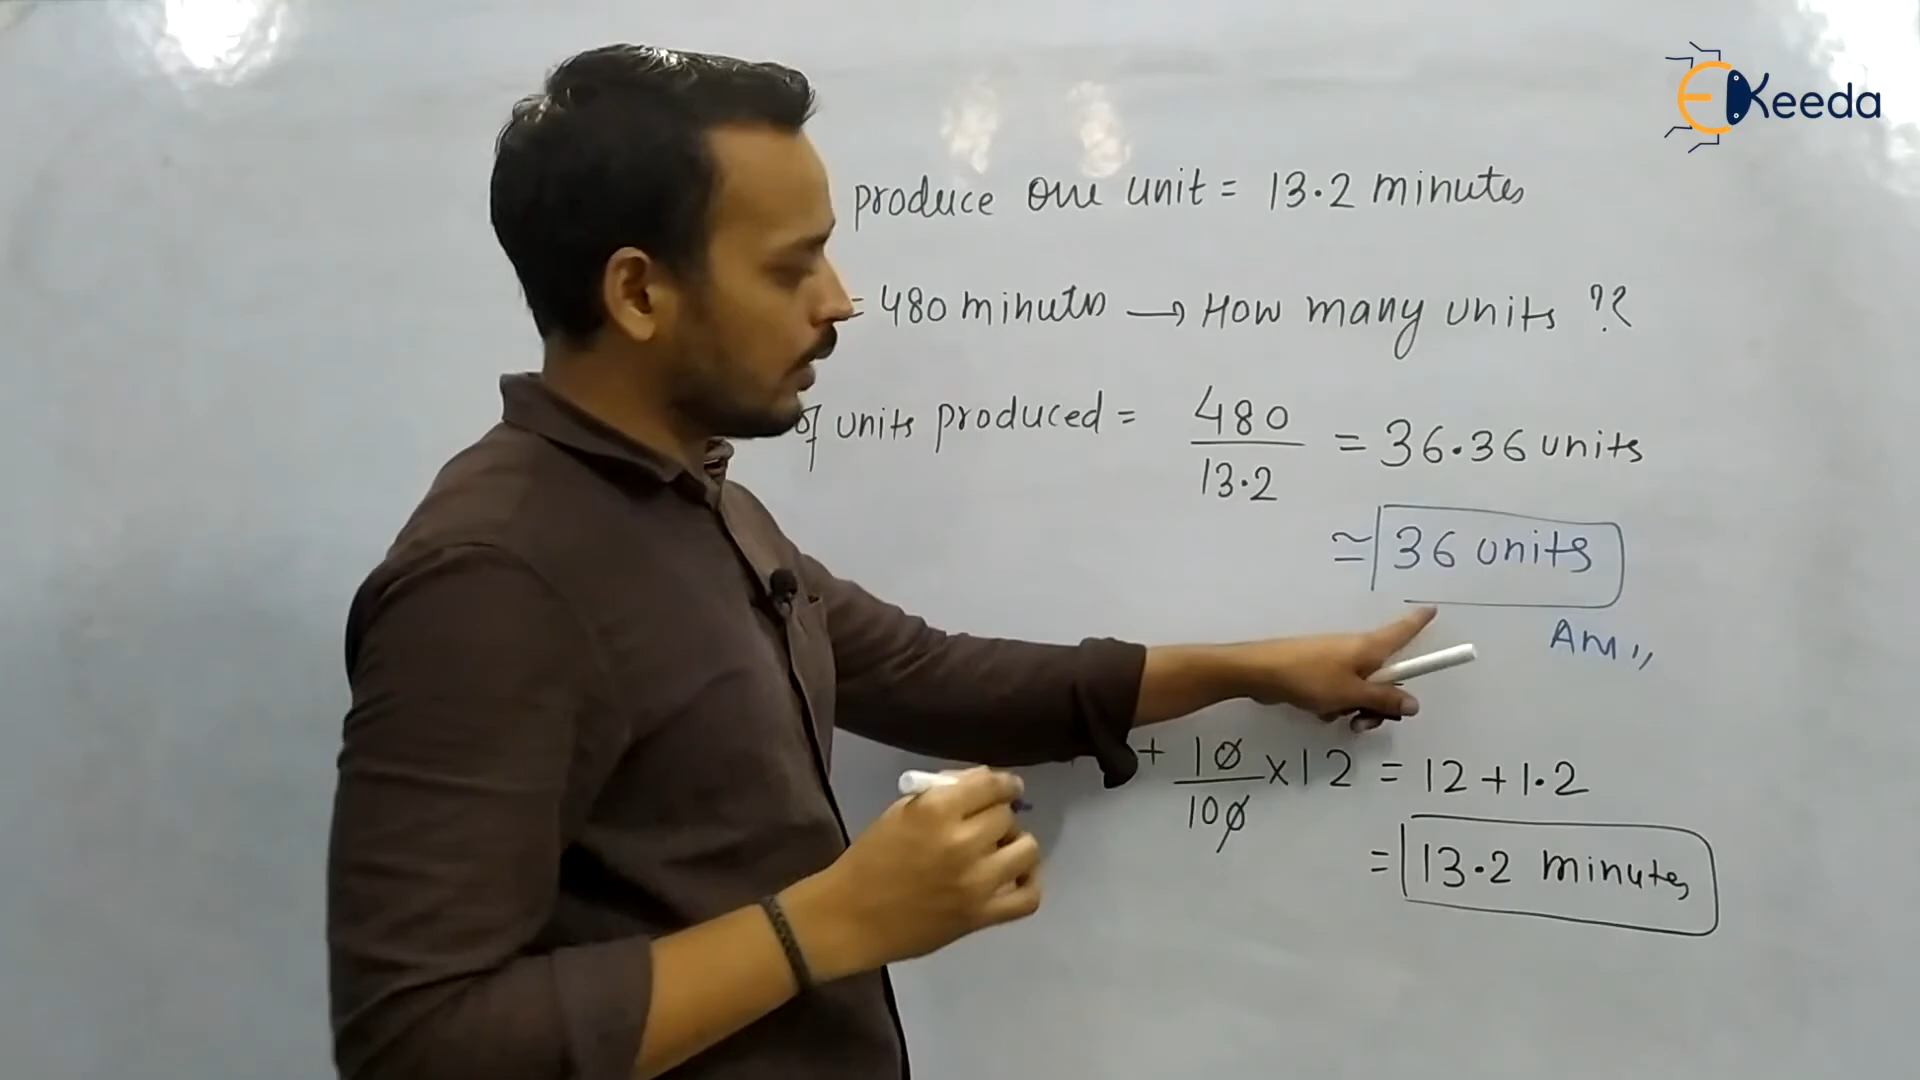 EKeeda
produce one unit = 13.2 minutes
= 480 minutes → How many units ??
of units produced = 480/13.2 = 36.36 units
≃ 36 units
Ans,,
+ 10/100 x 12 = 12 + 1.2
= 13.2 minutes